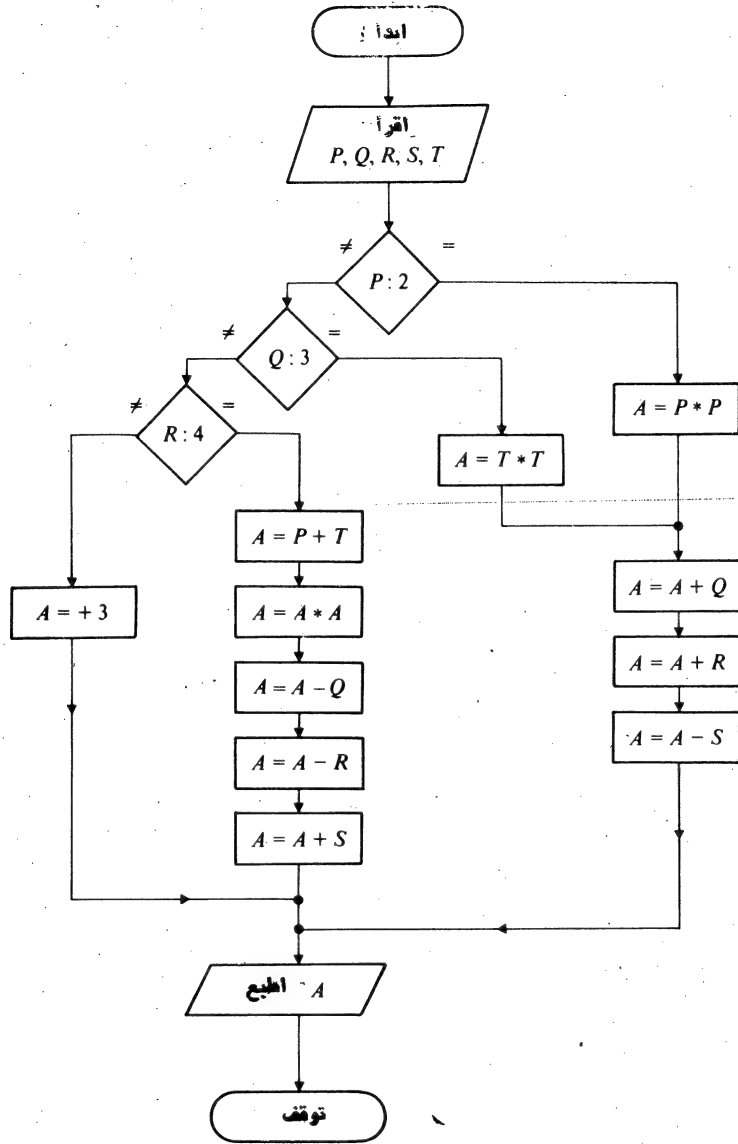 ابدأ
اقرأ
P, Q, R, S, T
≠ =
P : 2
≠ =
Q : 3
≠ =
R : 4
A = P * P
A = T * T
A = P + T
A = + 3
A = A * A
A = A + Q
A = A − Q
A = A + R
A = A − R
A = A − S
A = A + S
اطبع A
توقف